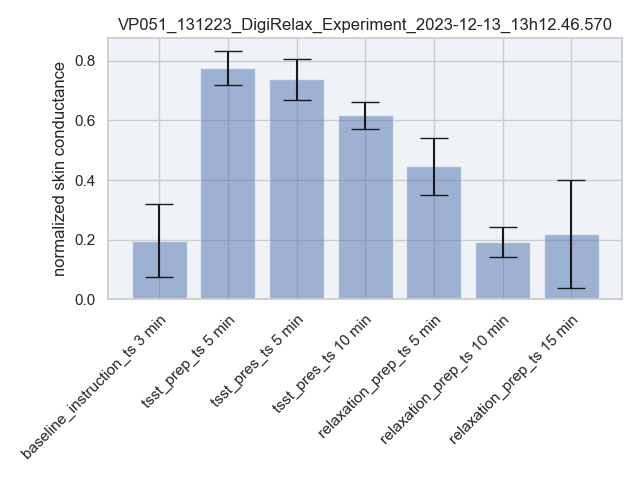 VP051_131223_DigiRelax_Experiment_2023-12-13_13h12.46.570
normalized skin conductance
0.8
0.6
0.4
0.2
0.0
baseline_instruction_ts 3 min
tsst_prep_ts 5 min
tsst_pres_ts 5 min
tsst_pres_ts 10 min
relaxation_prep_ts 5 min
relaxation_prep_ts 10 min
relaxation_prep_ts 15 min